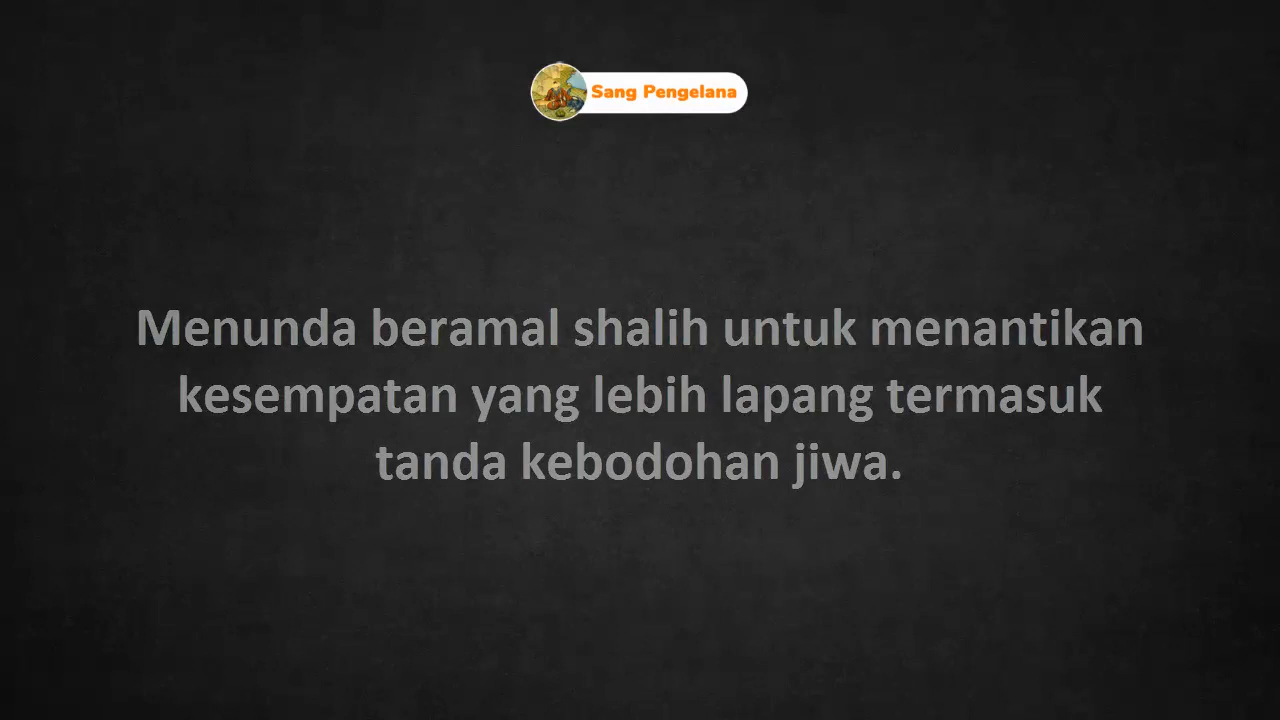 Sang Pengelana
Menunda beramal shalih untuk menantikan
kesempatan yang lebih lapang termasuk
tanda kebodohan jiwa.